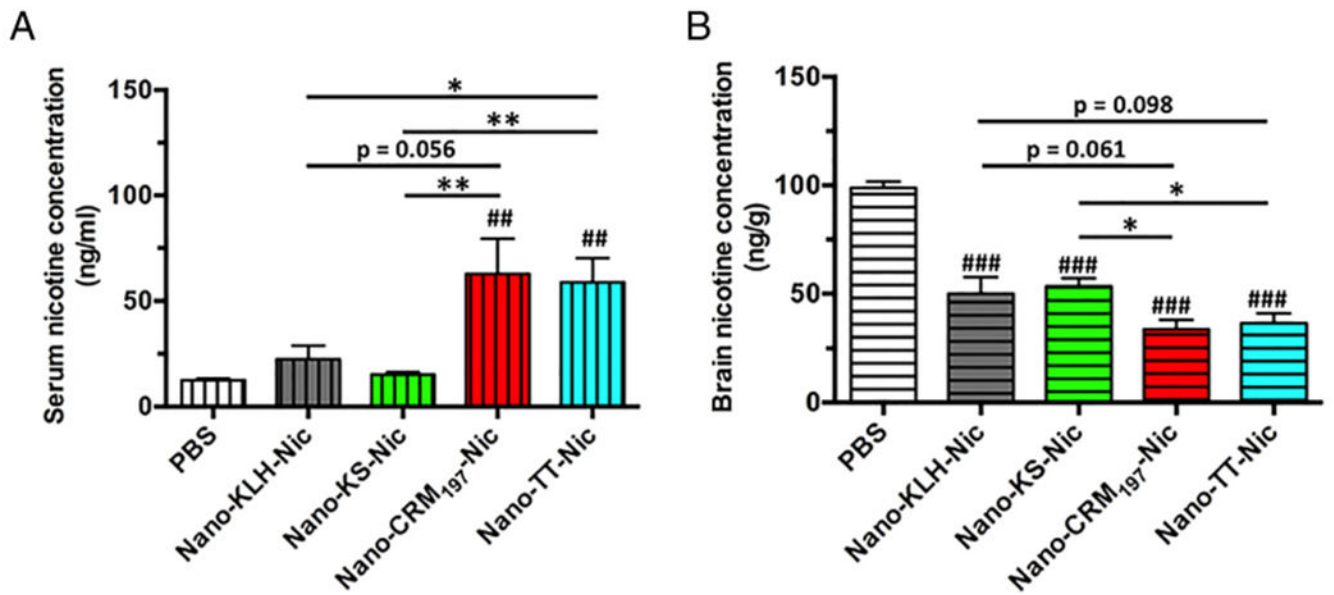 A
Serum nicotine concentration
(ng/ml)
150
100
50
0
*
**
p = 0.056
**
##
##
PBS
Nano-KLH-Nic
Nano-KS-Nic
Nano-CRM₁₉₇-Nic
Nano-TT-Nic
B
Brain nicotine concentration
(ng/g)
150
100
50
0
p = 0.098
p = 0.061
*
*
###
###
###
###
PBS
Nano-KLH-Nic
Nano-KS-Nic
Nano-CRM₁₉₇-Nic
Nano-TT-Nic